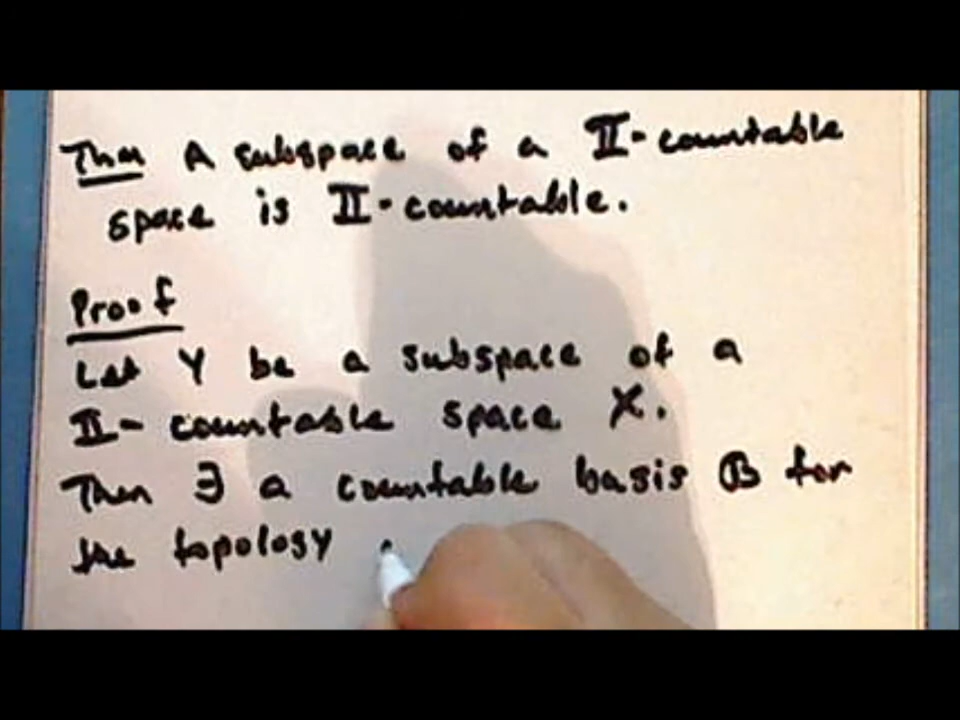 Thm A subspace of a II-countable
space is II-countable.
Proof
Let Y be a subspace of a
II-countable space X.
Then ∃ a countable basis B for
the topology